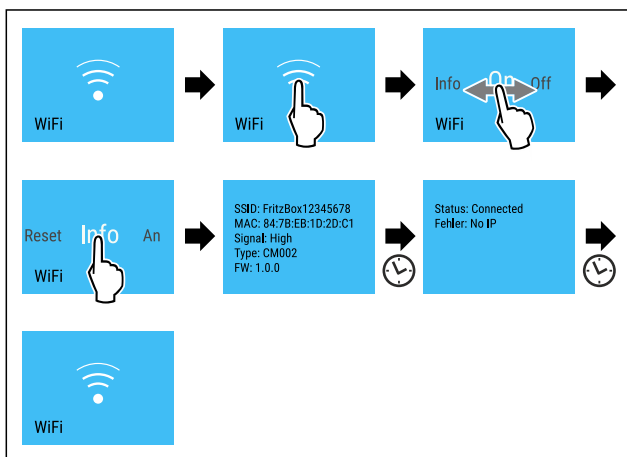 WiFi
WiFi
Info On Off
WiFi
Reset Info An
WiFi
SSID: FritzBox12345678
MAC: 84:7B:EB:1D:2D:C1
Signal: High
Type: CM002
FW: 1.0.0
Status: Connected
Fehler: No IP
WiFi